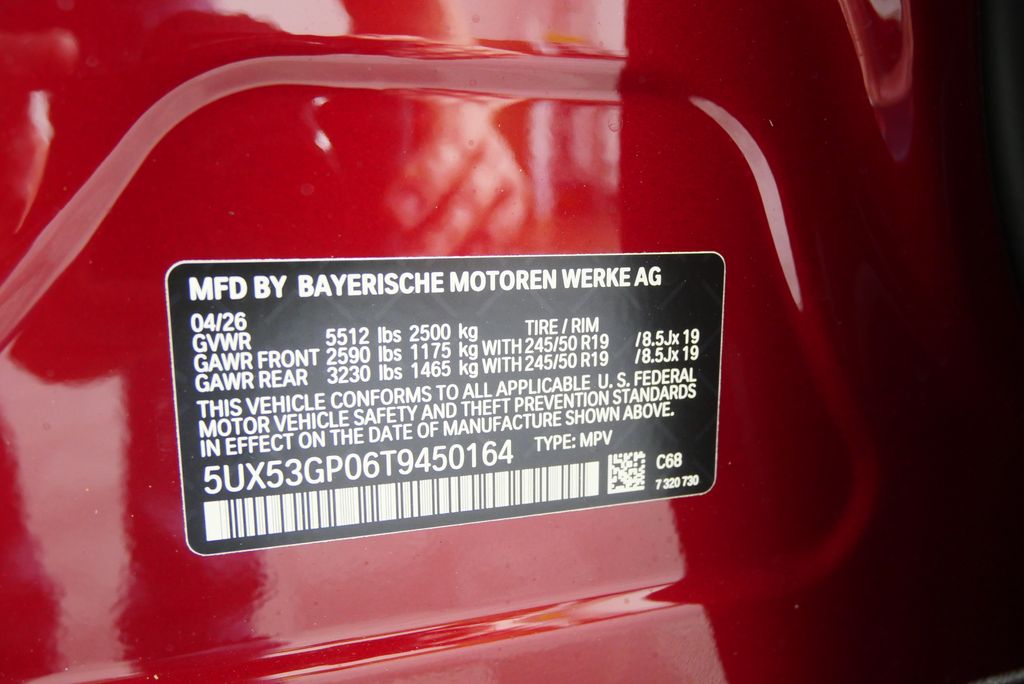 MFD BY BAYERISCHE MOTOREN WERKE AG
04/26
GVWR 5512 lbs 2500 kg TIRE / RIM
GAWR FRONT 2590 lbs 1175 kg WITH 245/50 R19 /8.5Jx 19
GAWR REAR 3230 lbs 1465 kg WITH 245/50 R19 /8.5Jx 19
THIS VEHICLE CONFORMS TO ALL APPLICABLE U. S. FEDERAL
MOTOR VEHICLE SAFETY AND THEFT PREVENTION STANDARDS
IN EFFECT ON THE DATE OF MANUFACTURE SHOWN ABOVE.
5UX53GP06T9450164 TYPE: MPV
C68
7 320 730